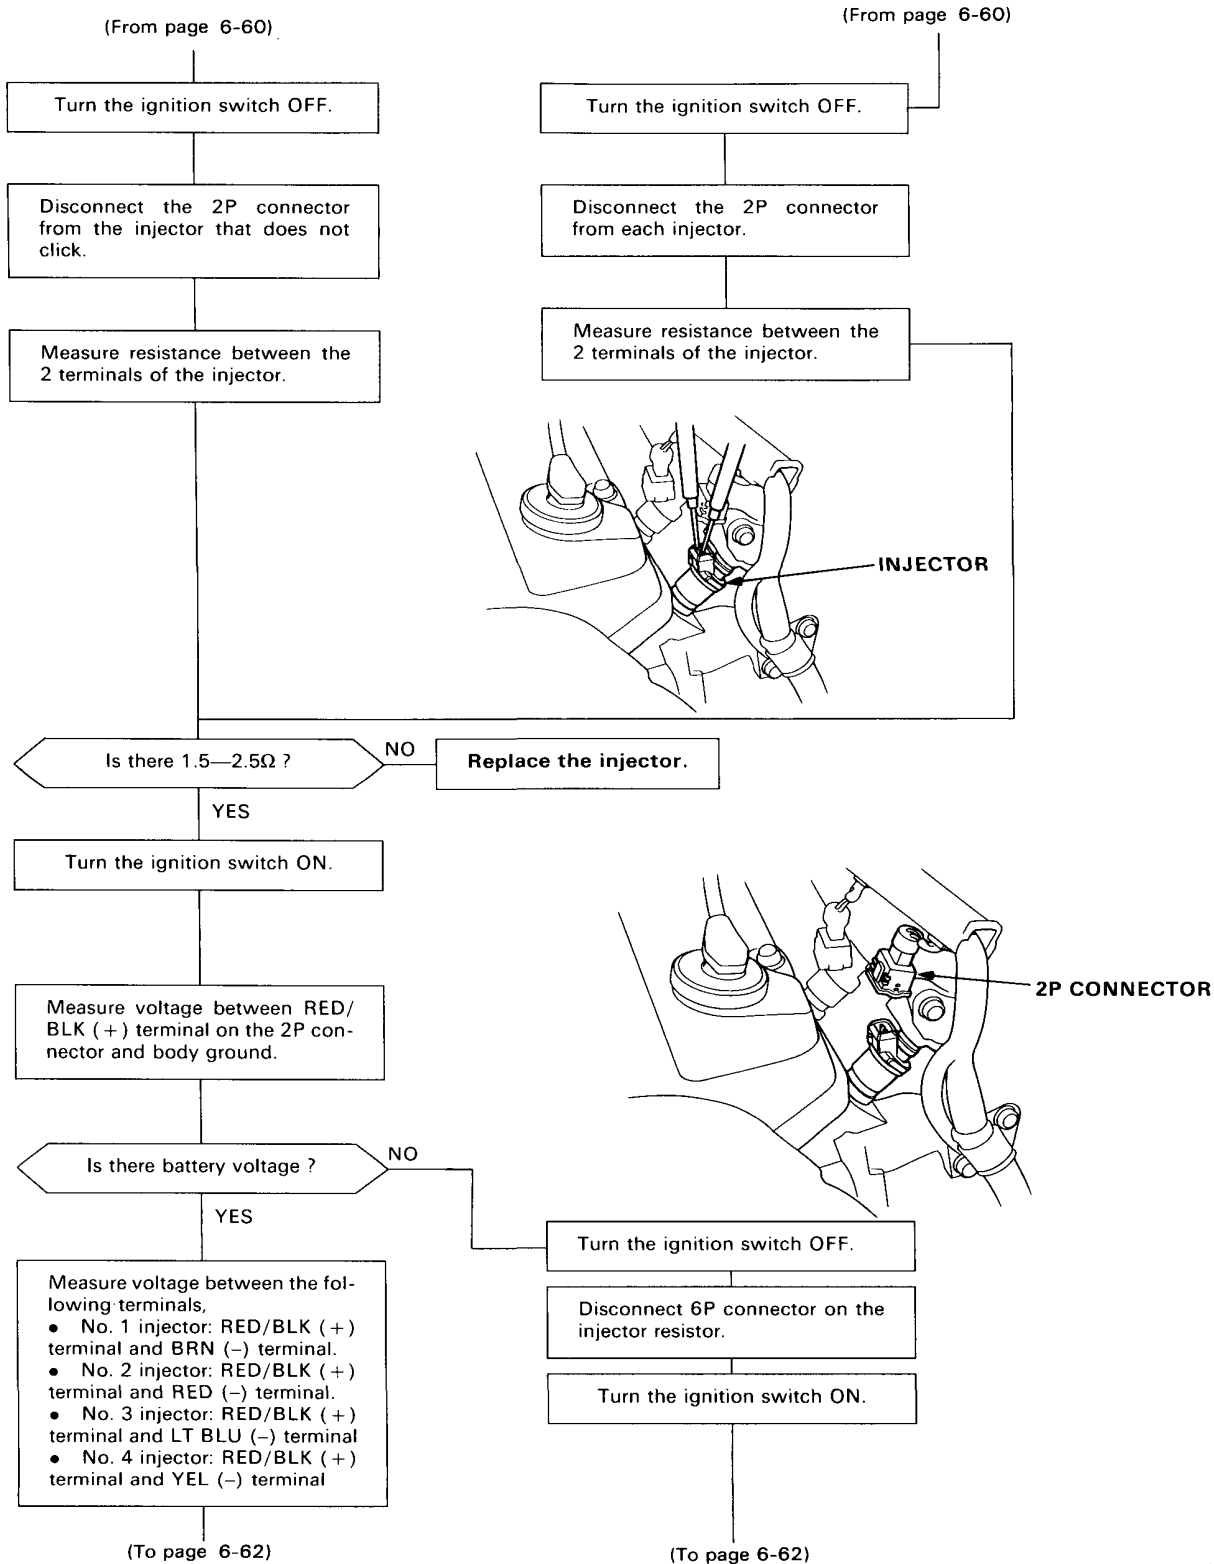 (From page 6-60)
Turn the ignition switch OFF.
Disconnect the 2P connector
from the injector that does not
click.
Measure resistance between the
2 terminals of the injector.
(From page 6-60)
Turn the ignition switch OFF.
Disconnect the 2P connector
from each injector.
Measure resistance between the
2 terminals of the injector.
INJECTOR
Is there 1.5—2.5Ω ?
NO
Replace the injector.
YES
Turn the ignition switch ON.
Measure voltage between RED/
BLK (+) terminal on the 2P con-
nector and body ground.
2P CONNECTOR
Is there battery voltage ?
NO
YES
Measure voltage between the fol-
lowing terminals,
• No. 1 injector: RED/BLK (+)
terminal and BRN (–) terminal.
• No. 2 injector: RED/BLK (+)
terminal and RED (–) terminal.
• No. 3 injector: RED/BLK (+)
terminal and LT BLU (–) terminal
• No. 4 injector: RED/BLK (+)
terminal and YEL (–) terminal
(To page 6-62)
Turn the ignition switch OFF.
Disconnect 6P connector on the
injector resistor.
Turn the ignition switch ON.
(To page 6-62)